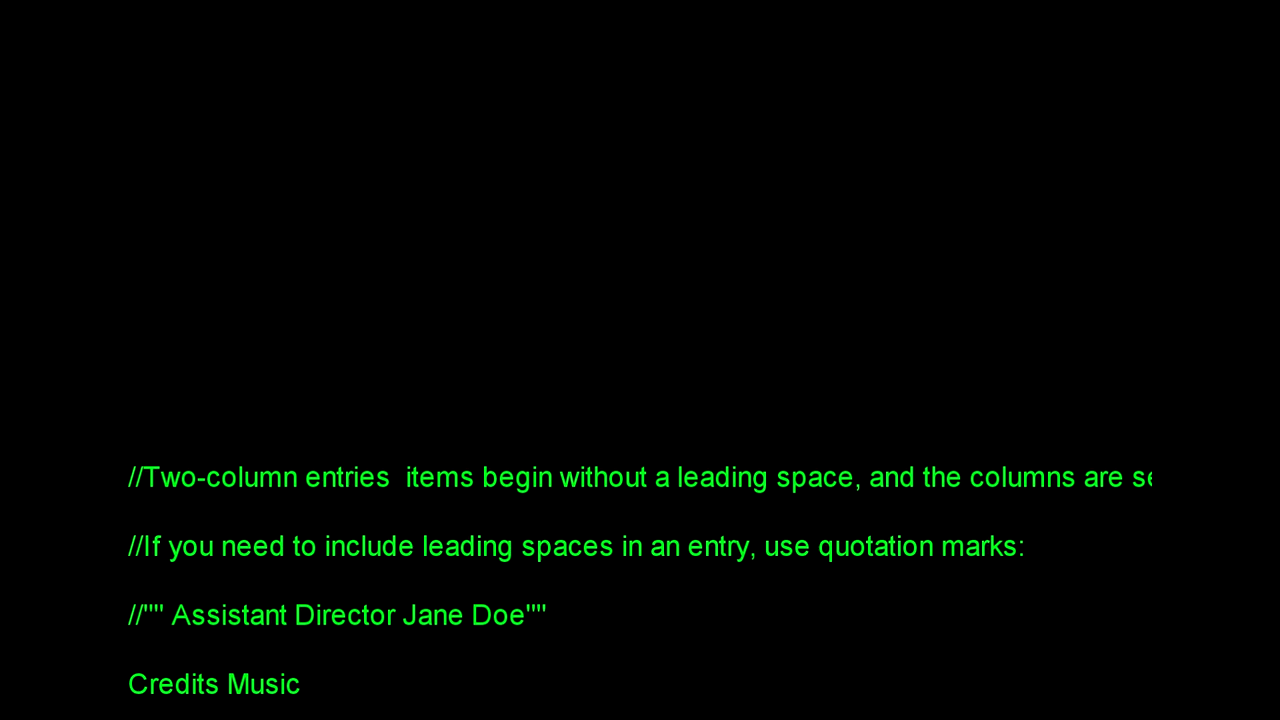 //Two-column entries  items begin without a leading space, and the columns are
//If you need to include leading spaces in an entry, use quotation marks:
//"" Assistant Director Jane Doe""
Credits Music